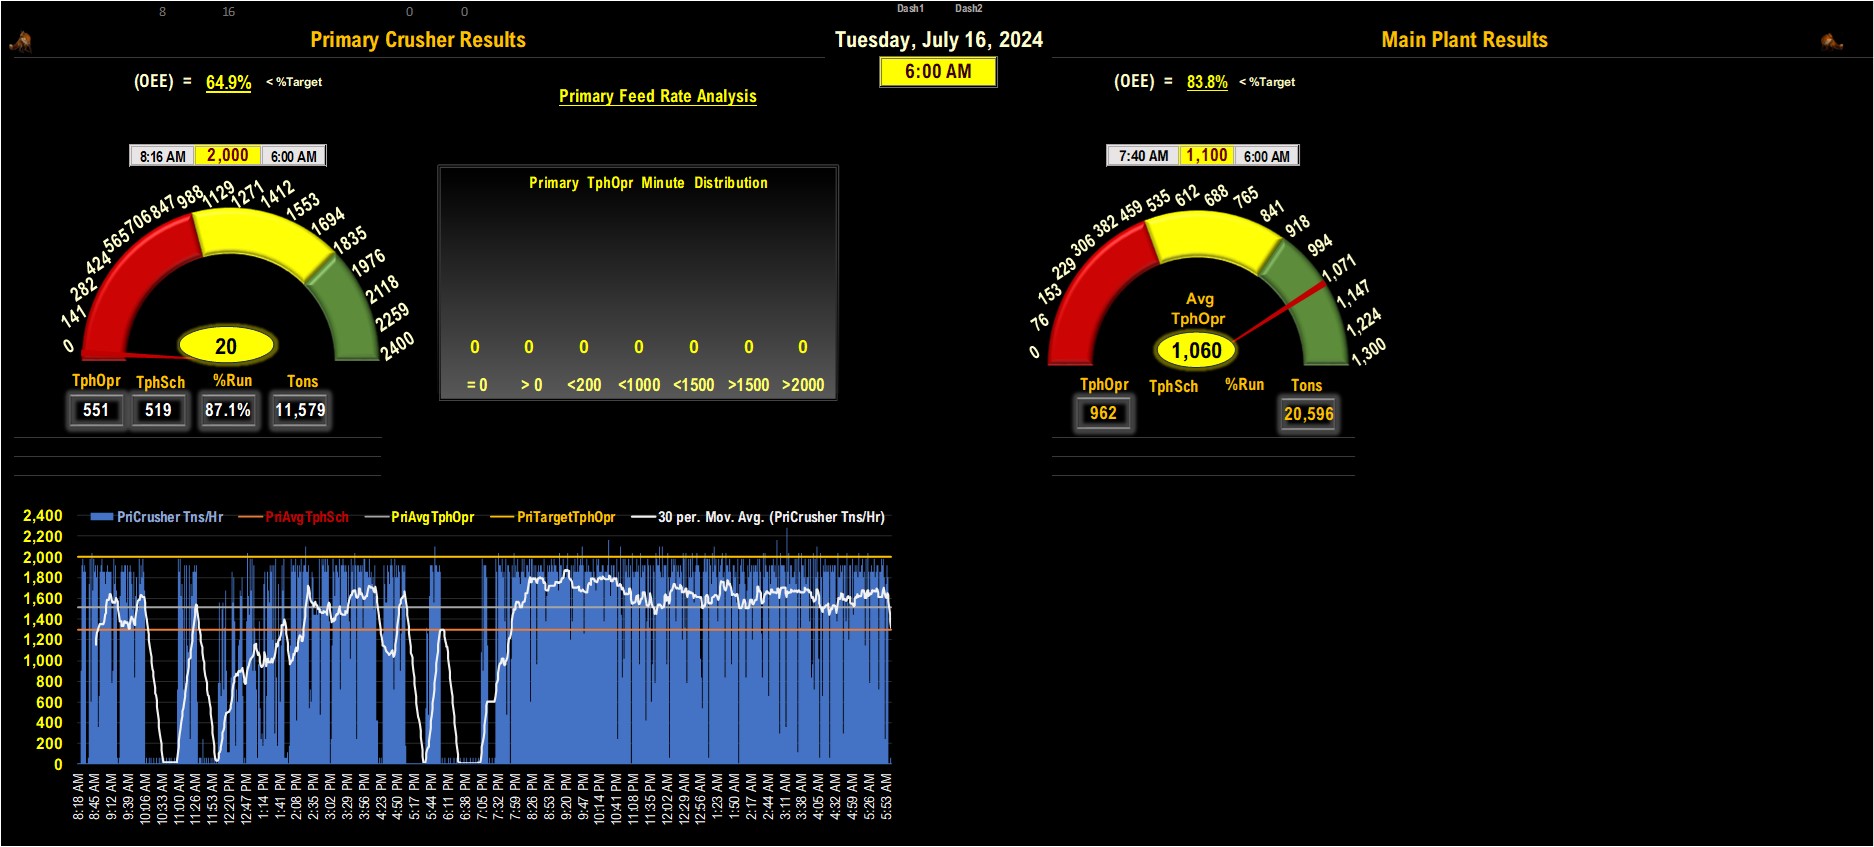 8 16 0 0 Dash1 Dash2
Primary Crusher Results
Tuesday, July 16, 2024
Main Plant Results
6:00 AM
(OEE) = 64.9% < %Target
Primary Feed Rate Analysis
(OEE) = 83.8% < %Target
8:16 AM 2,000 6:00 AM
0 141 282 424 565 706 847 988 1129 1271 1412 1553 1694 1835 1976 2118 2259 2400
20
TphOpr TphSch %Run Tons
551 519 87.1% 11,579
Primary TphOpr Minute Distribution
0 0 0 0 0 0 0
= 0 > 0 <200 <1000 <1500 >1500 >2000
7:40 AM 1,100 6:00 AM
0 76 153 229 306 382 459 535 612 688 765 841 918 994 1,071 1,147 1,224 1,300
Avg
TphOpr
1,060
TphOpr TphSch %Run Tons
962 20,596
PriCrusher Tns/Hr PriAvgTphSch PriAvgTphOpr PriTargetTphOpr 30 per. Mov. Avg. (PriCrusher Tns/Hr)
2,400
2,200
2,000
1,800
1,600
1,400
1,200
1,000
800
600
400
200
0
8:18 AM 8:45 AM 9:12 AM 9:39 AM 10:06 AM 10:33 AM 11:00 AM 11:26 AM 11:53 AM 12:20 PM 12:47 PM 1:14 PM 1:41 PM 2:08 PM 2:35 PM 3:02 PM 3:29 PM 3:56 PM 4:23 PM 4:50 PM 5:17 PM 5:44 PM 6:11 PM 6:38 PM 7:05 PM 7:32 PM 7:59 PM 8:26 PM 8:53 PM 9:20 PM 9:47 PM 10:14 PM 10:41 PM 11:08 PM 11:35 PM 12:02 AM 12:29 AM 12:56 AM 1:23 AM 1:50 AM 2:17 AM 2:44 AM 3:11 AM 3:38 AM 4:05 AM 4:32 AM 4:59 AM 5:26 AM 5:53 AM